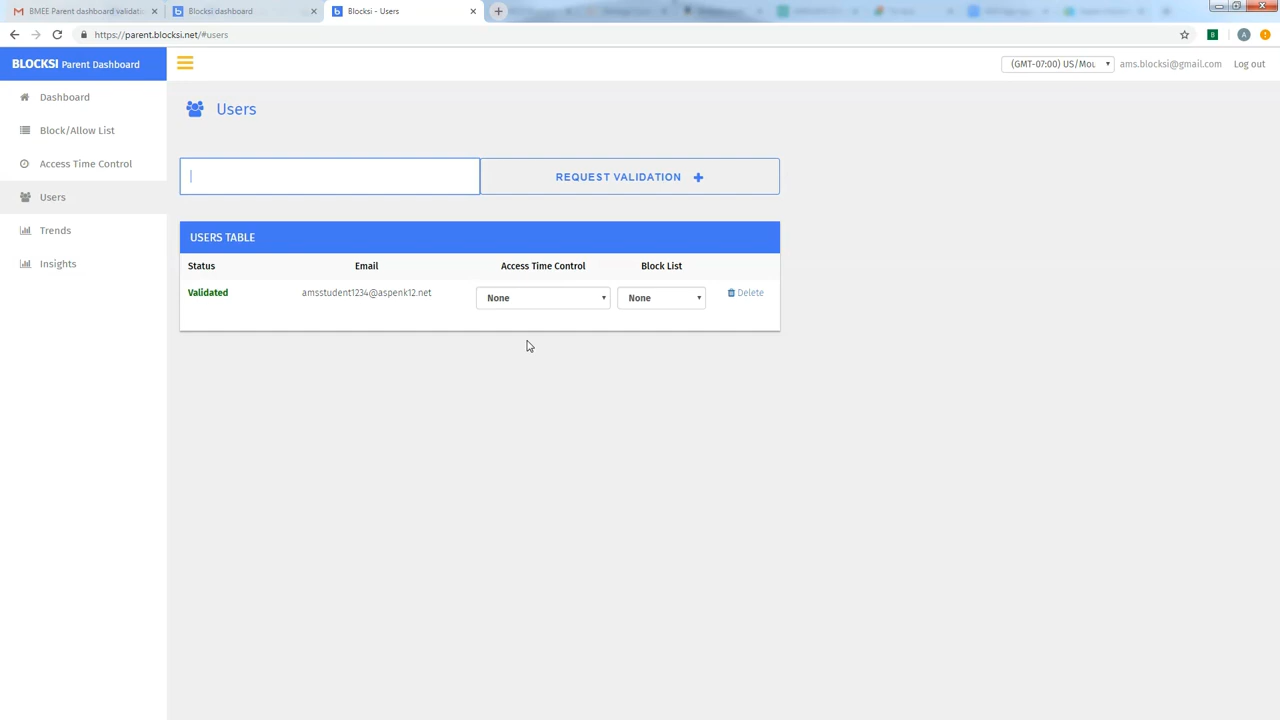 BMEE Parent dashboard validati
Blocksi dashboard
Blocksi - Users
https://parent.blocksi.net/#users
BLOCKSI Parent Dashboard
(GMT-07:00) US/Mou
ams.blocksi@gmail.com
Log out
Dashboard
Block/Allow List
Access Time Control
Users
Trends
Insights
Users
REQUEST VALIDATION +
USERS TABLE
Status Email Access Time Control Block List
Validated amsstudent1234@aspenk12.net None None Delete